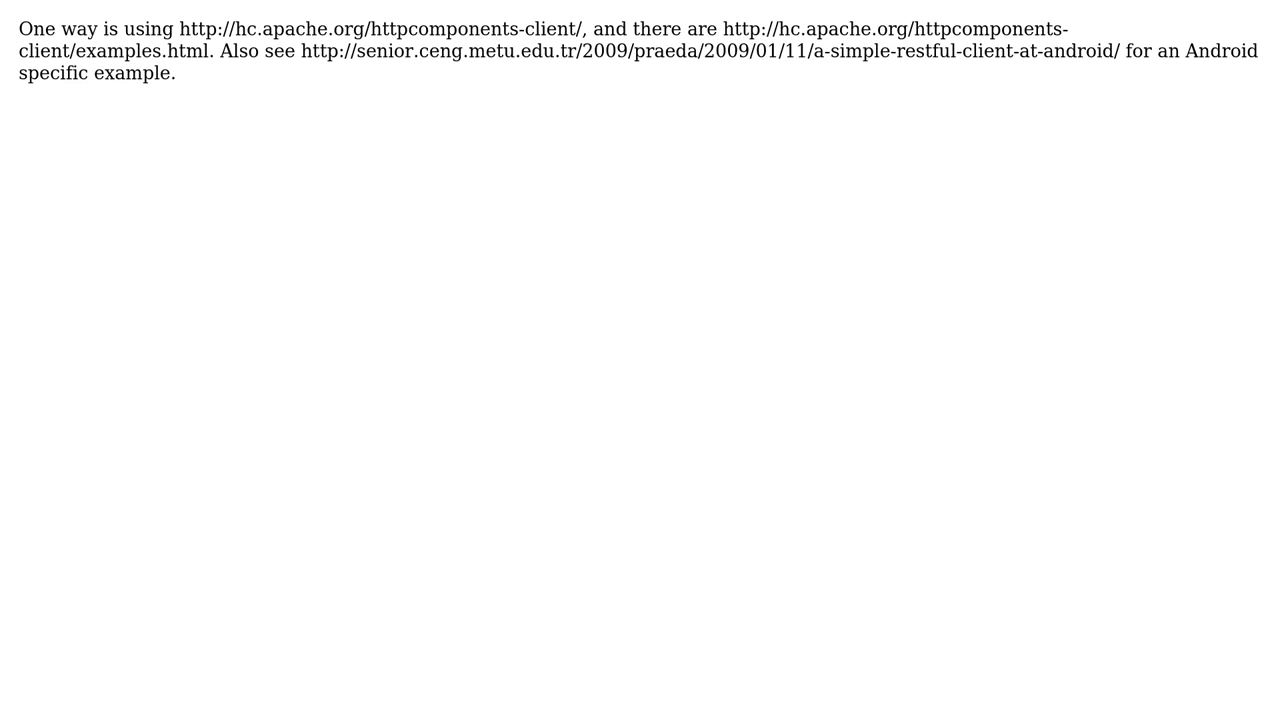 One way is using http://hc.apache.org/httpcomponents-client/, and there are http://hc.apache.org/httpcomponents-
client/examples.html. Also see http://senior.ceng.metu.edu.tr/2009/praeda/2009/01/11/a-simple-restful-client-at-android/ for an Android
specific example.